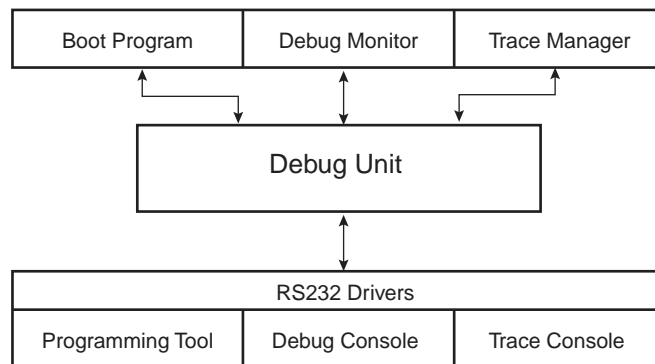 Boot Program
Debug Monitor
Trace Manager
Debug Unit
RS232 Drivers
Programming Tool
Debug Console
Trace Console